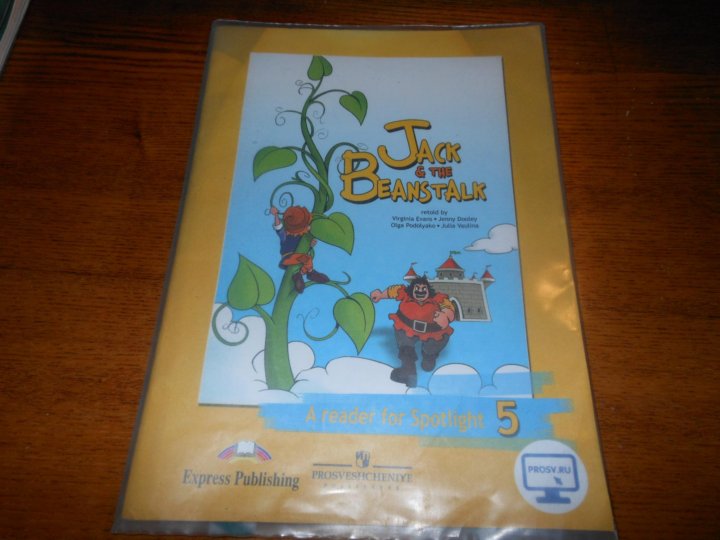 JACK
& THE
BEANSTALK
retold by
Virginia Evans • Jenny Dooley
Olga Podolyako • Julia Vaulina
A reader for Spotlight 5
Express Publishing
PROSVESHCHENIYE
PUBLISHERS
PROSV.RU